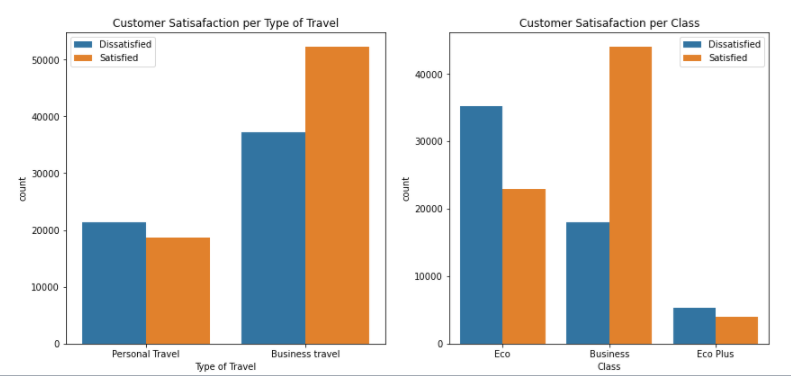 Customer Satisafaction per Type of Travel
Dissatisfied
Satisfied
50000
40000
30000
20000
10000
0
count
Personal Travel
Business travel
Type of Travel
Customer Satisafaction per Class
Dissatisfied
Satisfied
40000
30000
20000
10000
0
count
Eco
Business
Eco Plus
Class